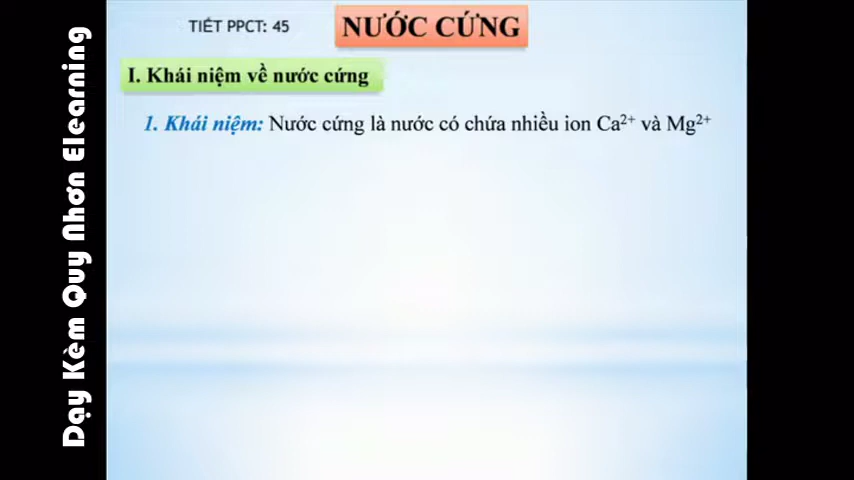 TIẾT PPCT: 45
NƯỚC CỨNG
I. Khái niệm về nước cứng
1. Khái niệm: Nước cứng là nước có chứa nhiều ion Ca²⁺ và Mg²⁺
Dạy Kèm Quy Nhơn Elearning